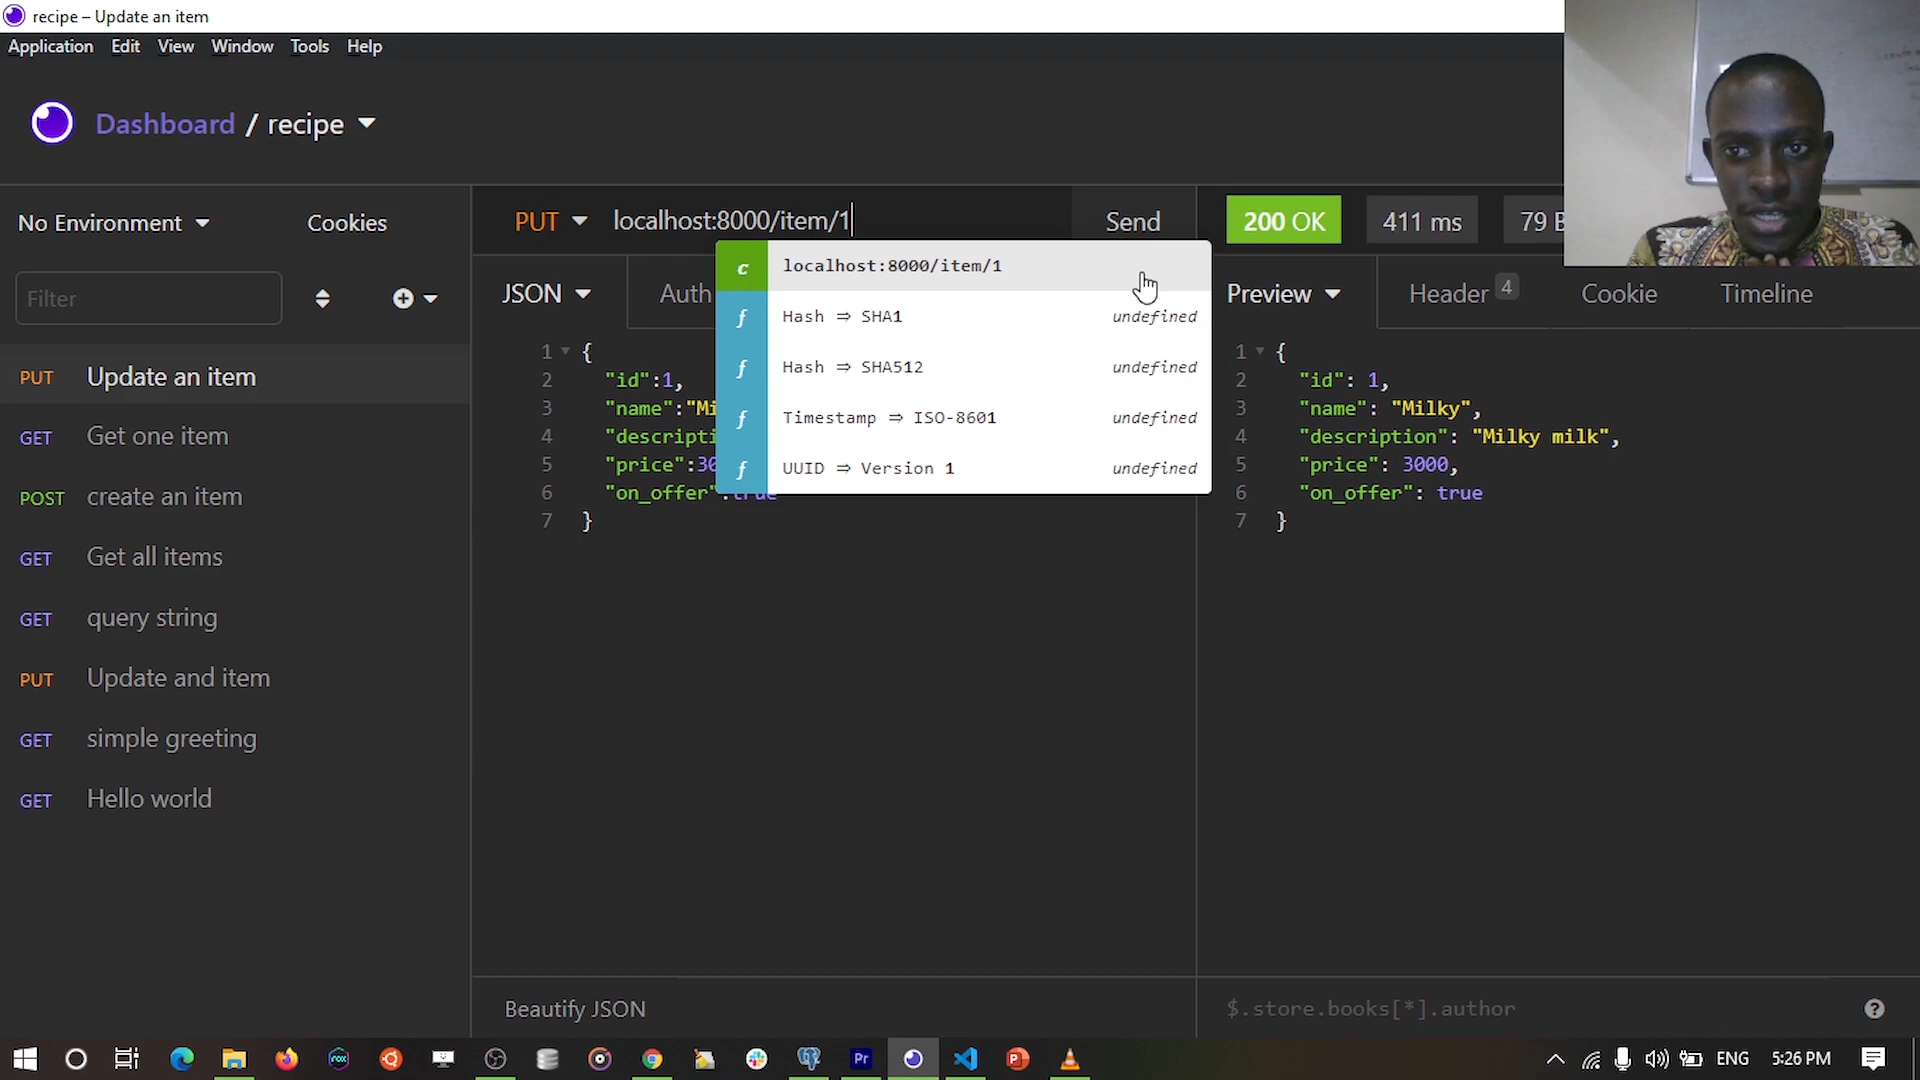 recipe – Update an item
Application Edit View Window Tools Help
Dashboard / recipe
No Environment Cookies
PUT localhost:8000/item/1 Send
200 OK 411 ms 79 B
Filter
JSON Auth
Preview Header 4 Cookie Timeline
c localhost:8000/item/1
f Hash ⇒ SHA1 undefined
f Hash ⇒ SHA512 undefined
f Timestamp ⇒ ISO-8601 undefined
f UUID ⇒ Version 1 undefined
PUT Update an item
GET Get one item
POST create an item
GET Get all items
GET query string
PUT Update and item
GET simple greeting
GET Hello world
1 {
2 "id":1,
3 "name":"Mi
4 "descripti
5 "price":30
6 "on_offer":true
7 }
1 {
2 "id": 1,
3 "name": "Milky",
4 "description": "Milky milk",
5 "price": 3000,
6 "on_offer": true
7 }
Beautify JSON
$.store.books[*].author
?
nox
Pr
P
ENG 5:26 PM